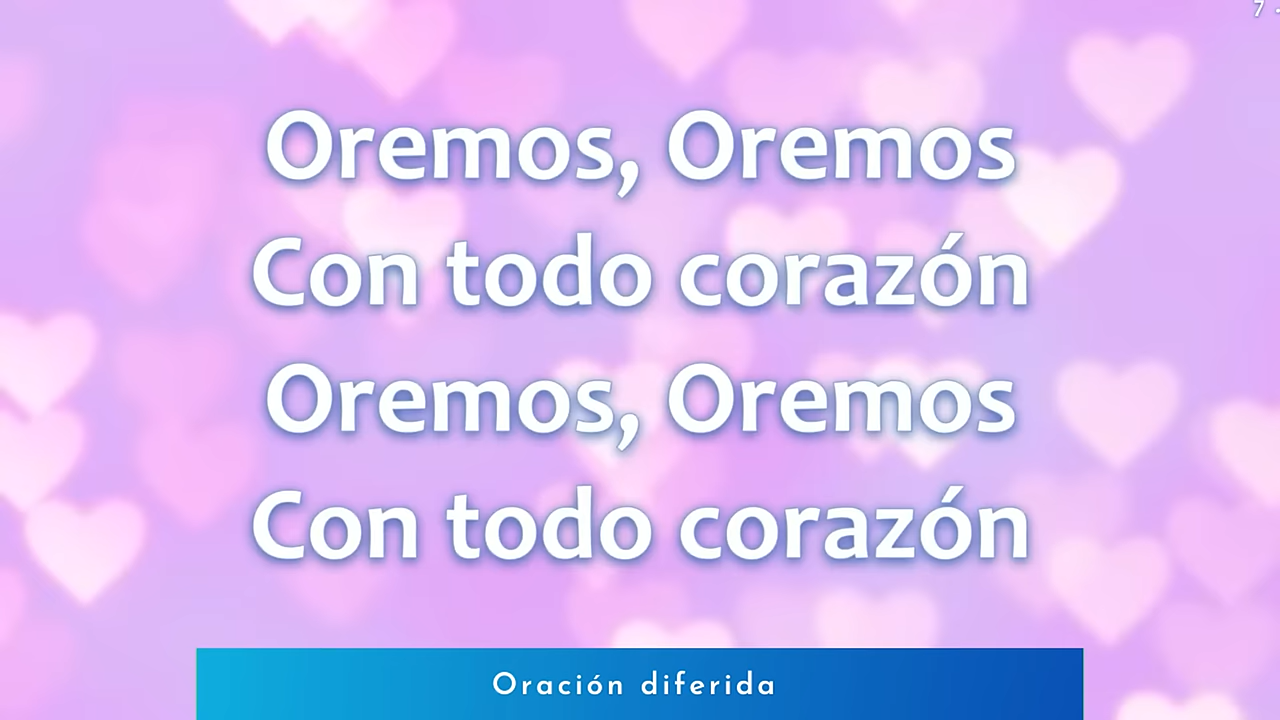 7 -
Oremos, Oremos
Con todo corazón
Oremos, Oremos
Con todo corazón
Oración diferida